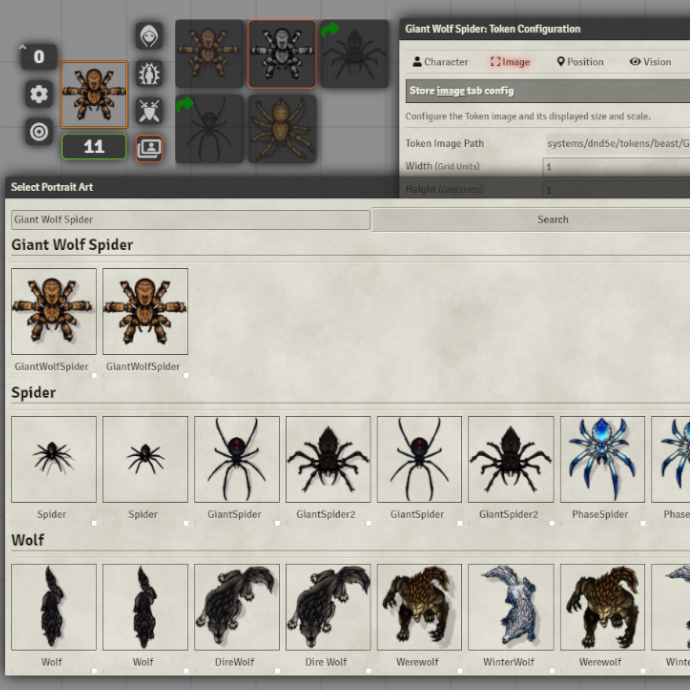 Giant Wolf Spider: Token Configuration
0
Character
Image
Position
Vision
Store image tab config
Configure the Token image and its displayed size and scale.
Token Image Path
systems/dnd5e/tokens/beast/G
11
Width (Grid Units)
1
Height (Grid Units)
1
Select Portrait Art
Giant Wolf Spider
Search
Giant Wolf Spider
GiantWolfSpider GiantWolfSpider
Spider
Spider Spider GiantSpider GiantSpider2 GiantSpider GiantSpider2 PhaseSpider Phase
Wolf
Wolf Wolf DireWolf Dire Wolf Werewolf WinterWolf Werewolf Winte